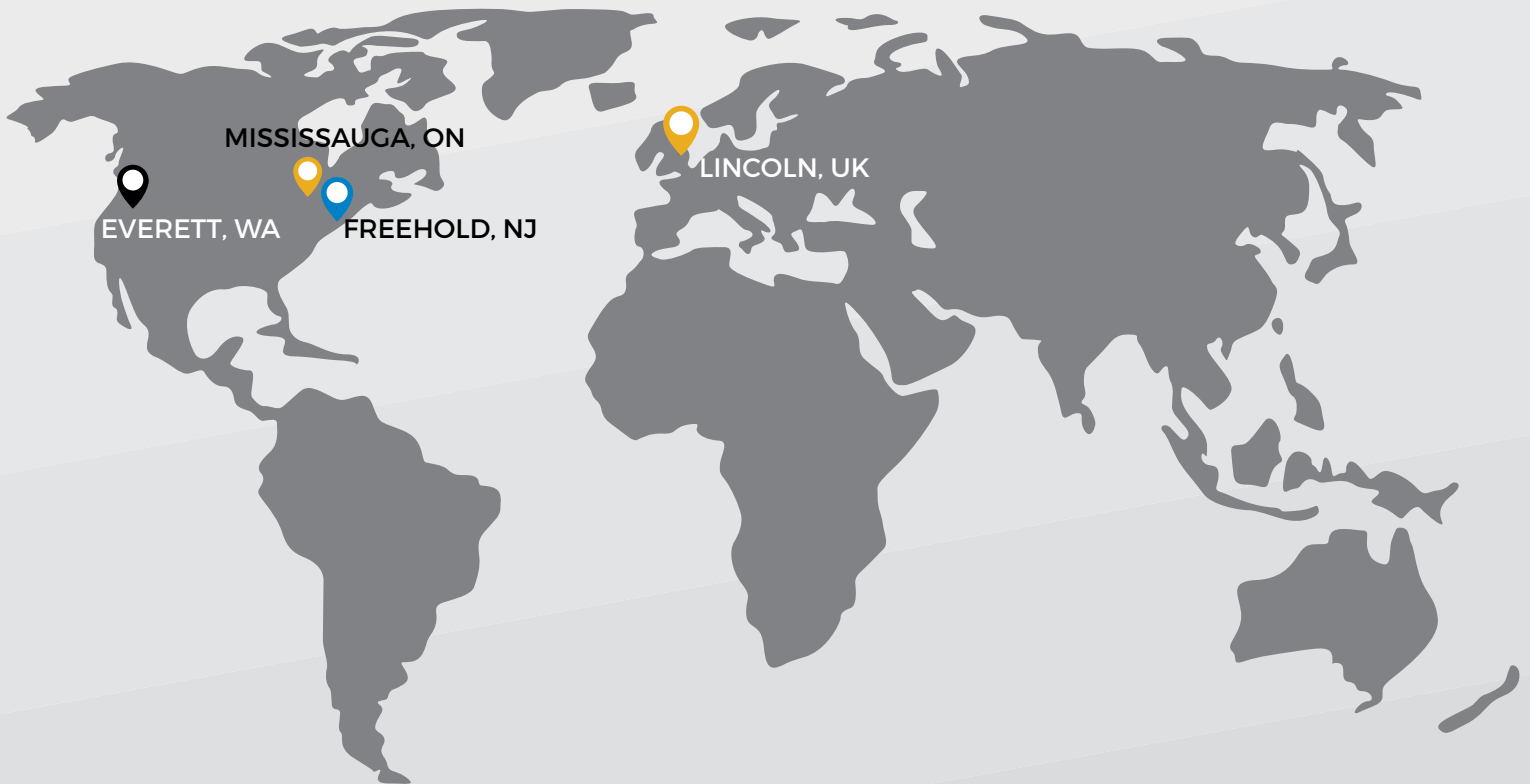 MISSISSAUGA, ON
LINCOLN, UK
EVERETT, WA
FREEHOLD, NJ